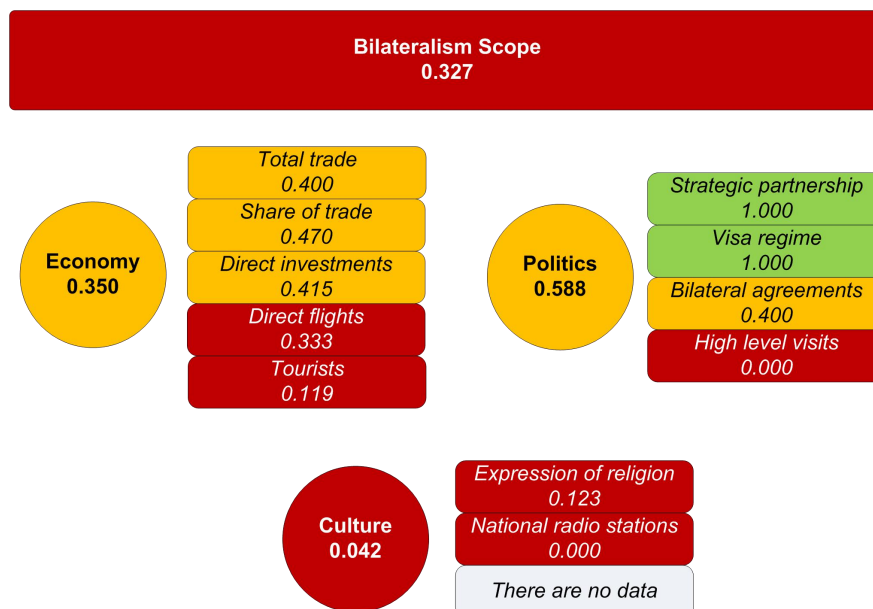 Bilateralism Scope
0.327
Economy
0.350
Total trade
0.400
Share of trade
0.470
Direct investments
0.415
Direct flights
0.333
Tourists
0.119
Politics
0.588
Strategic partnership
1.000
Visa regime
1.000
Bilateral agreements
0.400
High level visits
0.000
Culture
0.042
Expression of religion
0.123
National radio stations
0.000
There are no data